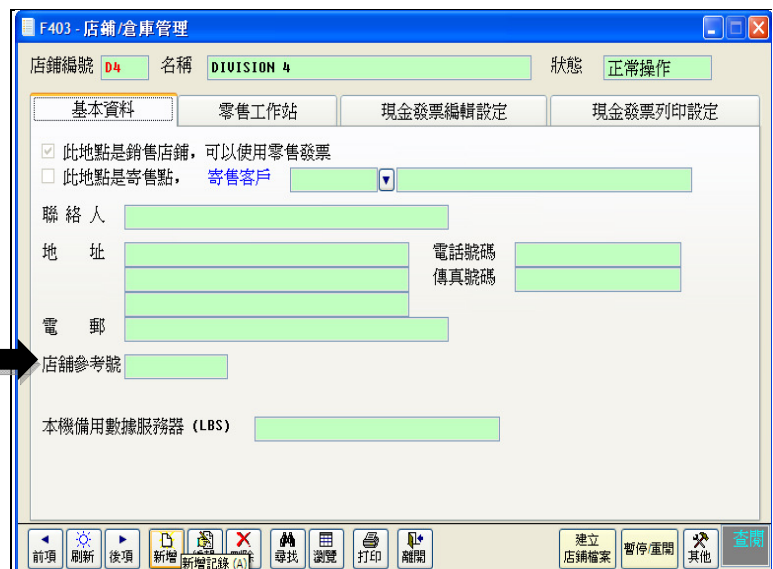 F403 - 店鋪/倉庫管理
店鋪編號 D4 名稱 DIVISION 4 狀態 正常操作
基本資料 零售工作站 現金發票編輯設定 現金發票列印設定
此地點是銷售店鋪，可以使用零售發票
此地點是寄售點， 寄售客戶
聯絡人
地 址 電話號碼
傳真號碼
電 郵
店舖參考號
本機備用數據服務器 (LBS)
前項 刷新 後項 新增 刪除 尋找 瀏覽 打印 離開 建立店鋪檔案 暫停/重開 其他 查閱
新增記錄 (A)